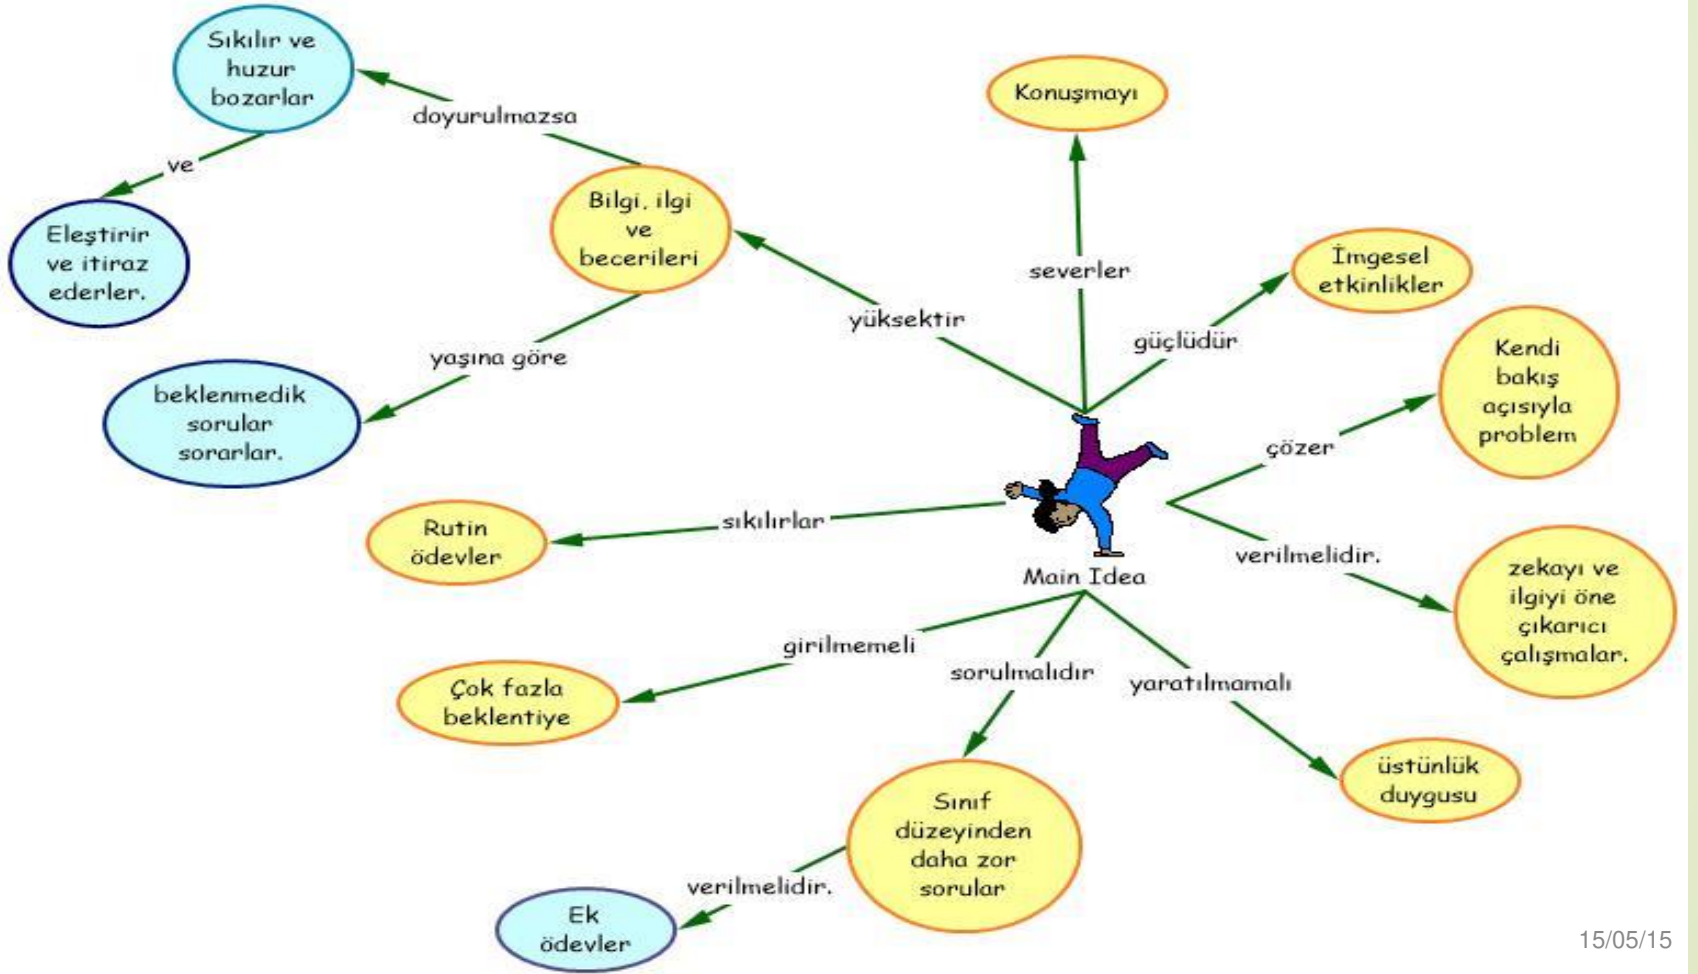 Sıkılır ve
huzur
bozarlar
doyurulmazsa
ve
Eleştirir
ve itiraz
ederler.
Bilgi, ilgi
ve
becerileri
yaşına göre
beklenmedik
sorular
sorarlar.
yüksektir
Konuşmayı
severler
İmgesel
etkinlikler
güçlüdür
Kendi
bakış
açısıyla
problem
çözer
verilmelidir.
zekayı ve
ilgiyi öne
çıkarıcı
çalışmalar.
sıkılırlar
Rutin
ödevler
Main Idea
girilmemeli
Çok fazla
beklentiye
sorulmalıdır
Sınıf
düzeyinden
daha zor
sorular
verilmelidir.
Ek
ödevler
yaratılmamalı
üstünlük
duygusu
15/05/15